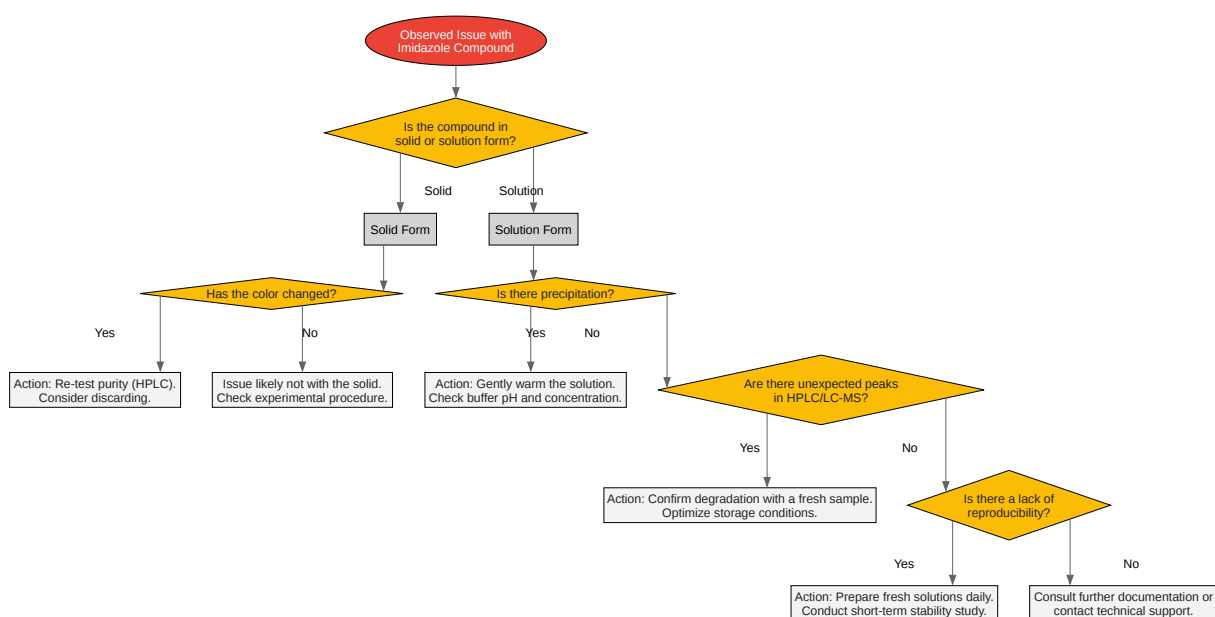 Observed Issue with
Imidazole Compound
Is the compound in
solid or solution form?
Solid
Solution
Solid Form
Solution Form
Has the color changed?
Is there precipitation?
Yes
No
Yes
No
Action: Re-test purity (HPLC).
Consider discarding.
Issue likely not with the solid.
Check experimental procedure.
Action: Gently warm the solution.
Check buffer pH and concentration.
Are there unexpected peaks
in HPLC/LC-MS?
Yes
No
Action: Confirm degradation with a fresh sample.
Optimize storage conditions.
Is there a lack of
reproducibility?
Yes
No
Action: Prepare fresh solutions daily.
Conduct short-term stability study.
Consult further documentation or
contact technical support.